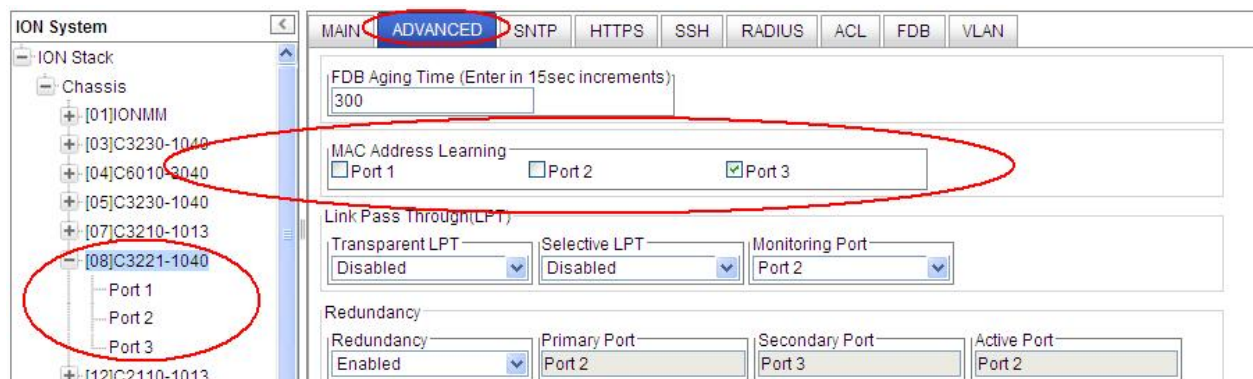 ION System
<
ION Stack
Chassis
[01]IONMM
[03]C3230-1040
[04]C6010-3040
[05]C3230-1040
[07]C3210-1013
[08]C3221-1040
Port 1
Port 2
Port 3
[12]C2110-1013
MAIN ADVANCED SNTP HTTPS SSH RADIUS ACL FDB VLAN
FDB Aging Time (Enter in 15sec increments)
300
MAC Address Learning
Port 1 Port 2 Port 3
Link Pass Through(LPT)
Transparent LPT Selective LPT Monitoring Port
Disabled Disabled Port 2
Redundancy
Redundancy Primary Port Secondary Port Active Port
Enabled Port 2 Port 3 Port 2